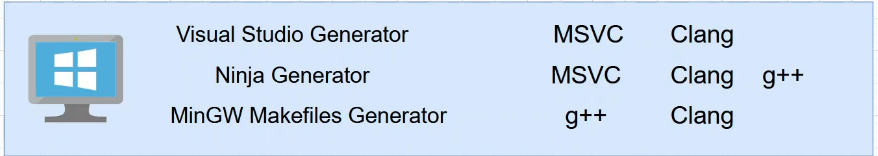 Visual Studio Generator MSVC Clang
Ninja Generator MSVC Clang g++
MinGW Makefiles Generator g++ Clang